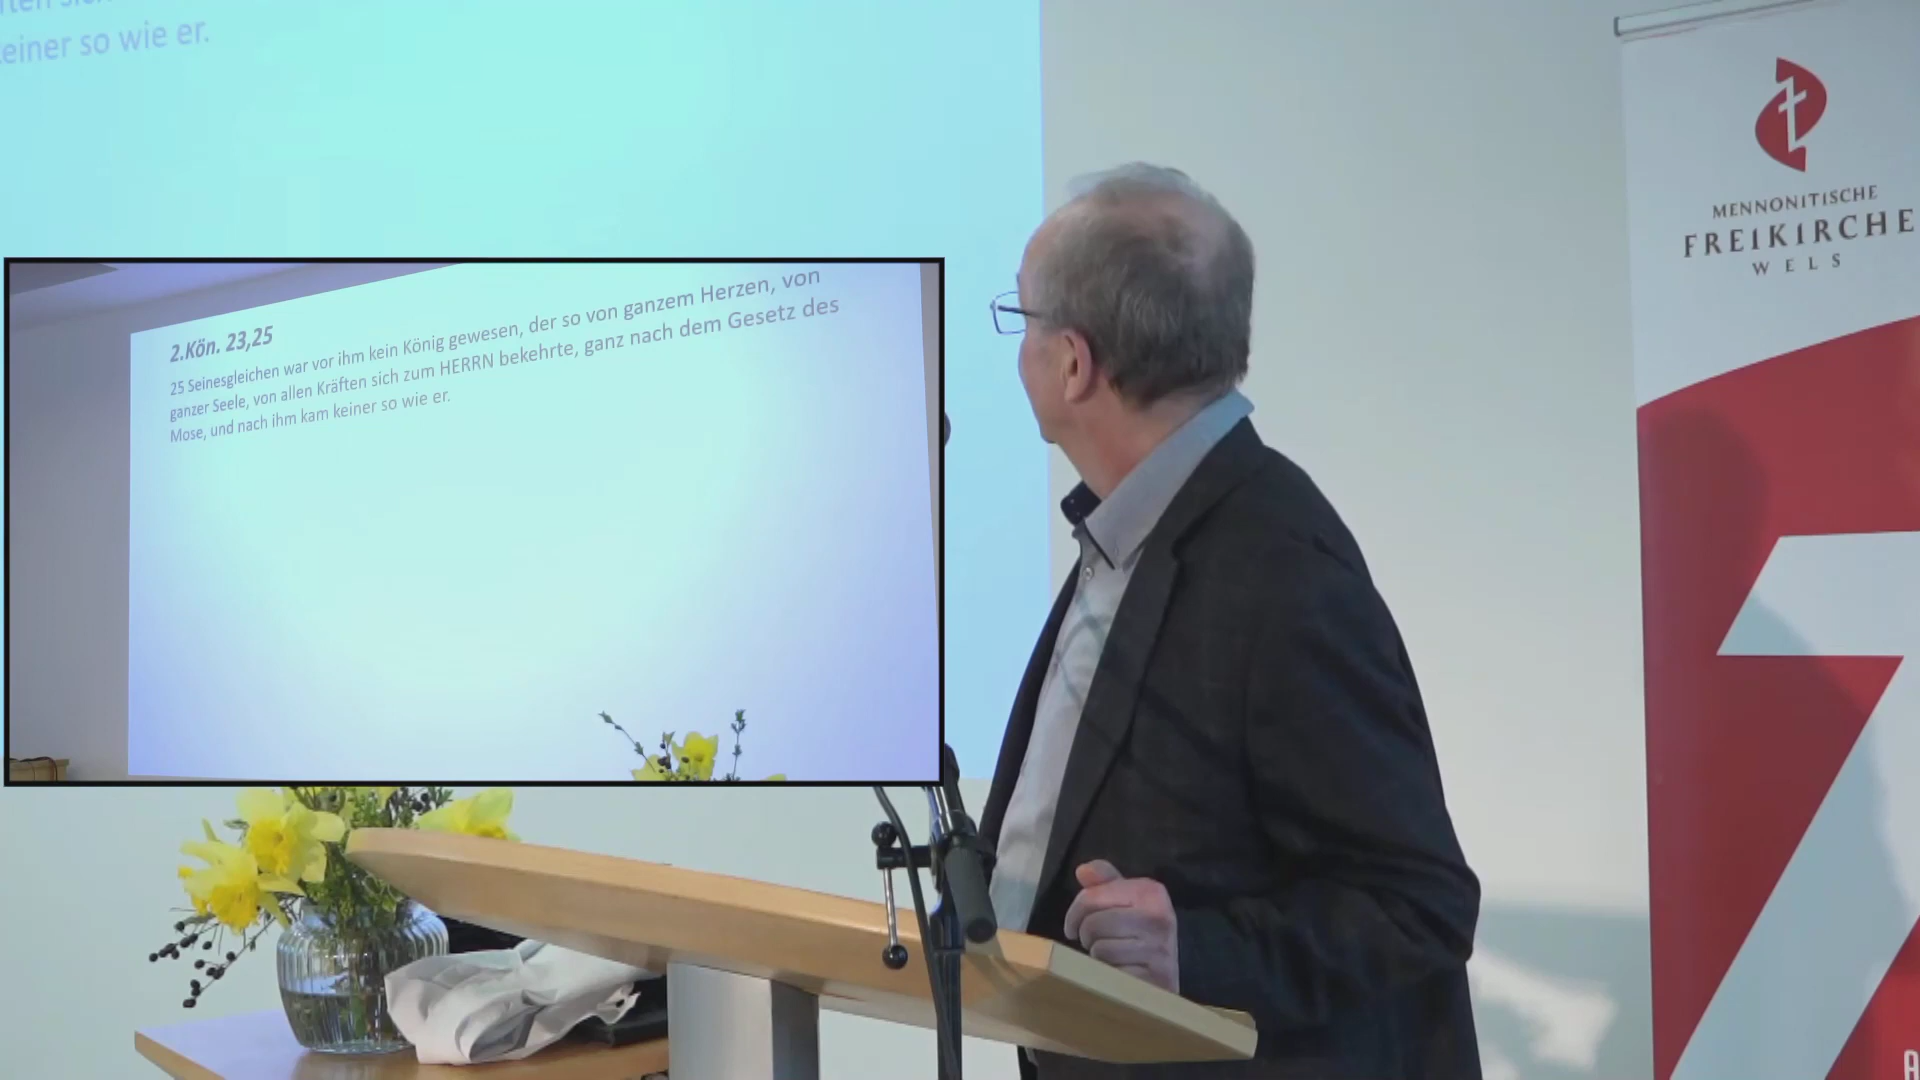 einer so wie er.
2.Kön. 23,25
25 Seinesgleichen war vor ihm kein König gewesen, der so von ganzem Herzen, von
ganzer Seele, von allen Kräften sich zum HERRN bekehrte, ganz nach dem Gesetz des
Mose, und nach ihm kam keiner so wie er.
MENNONITISCHE
FREIKIRCHE
WELS